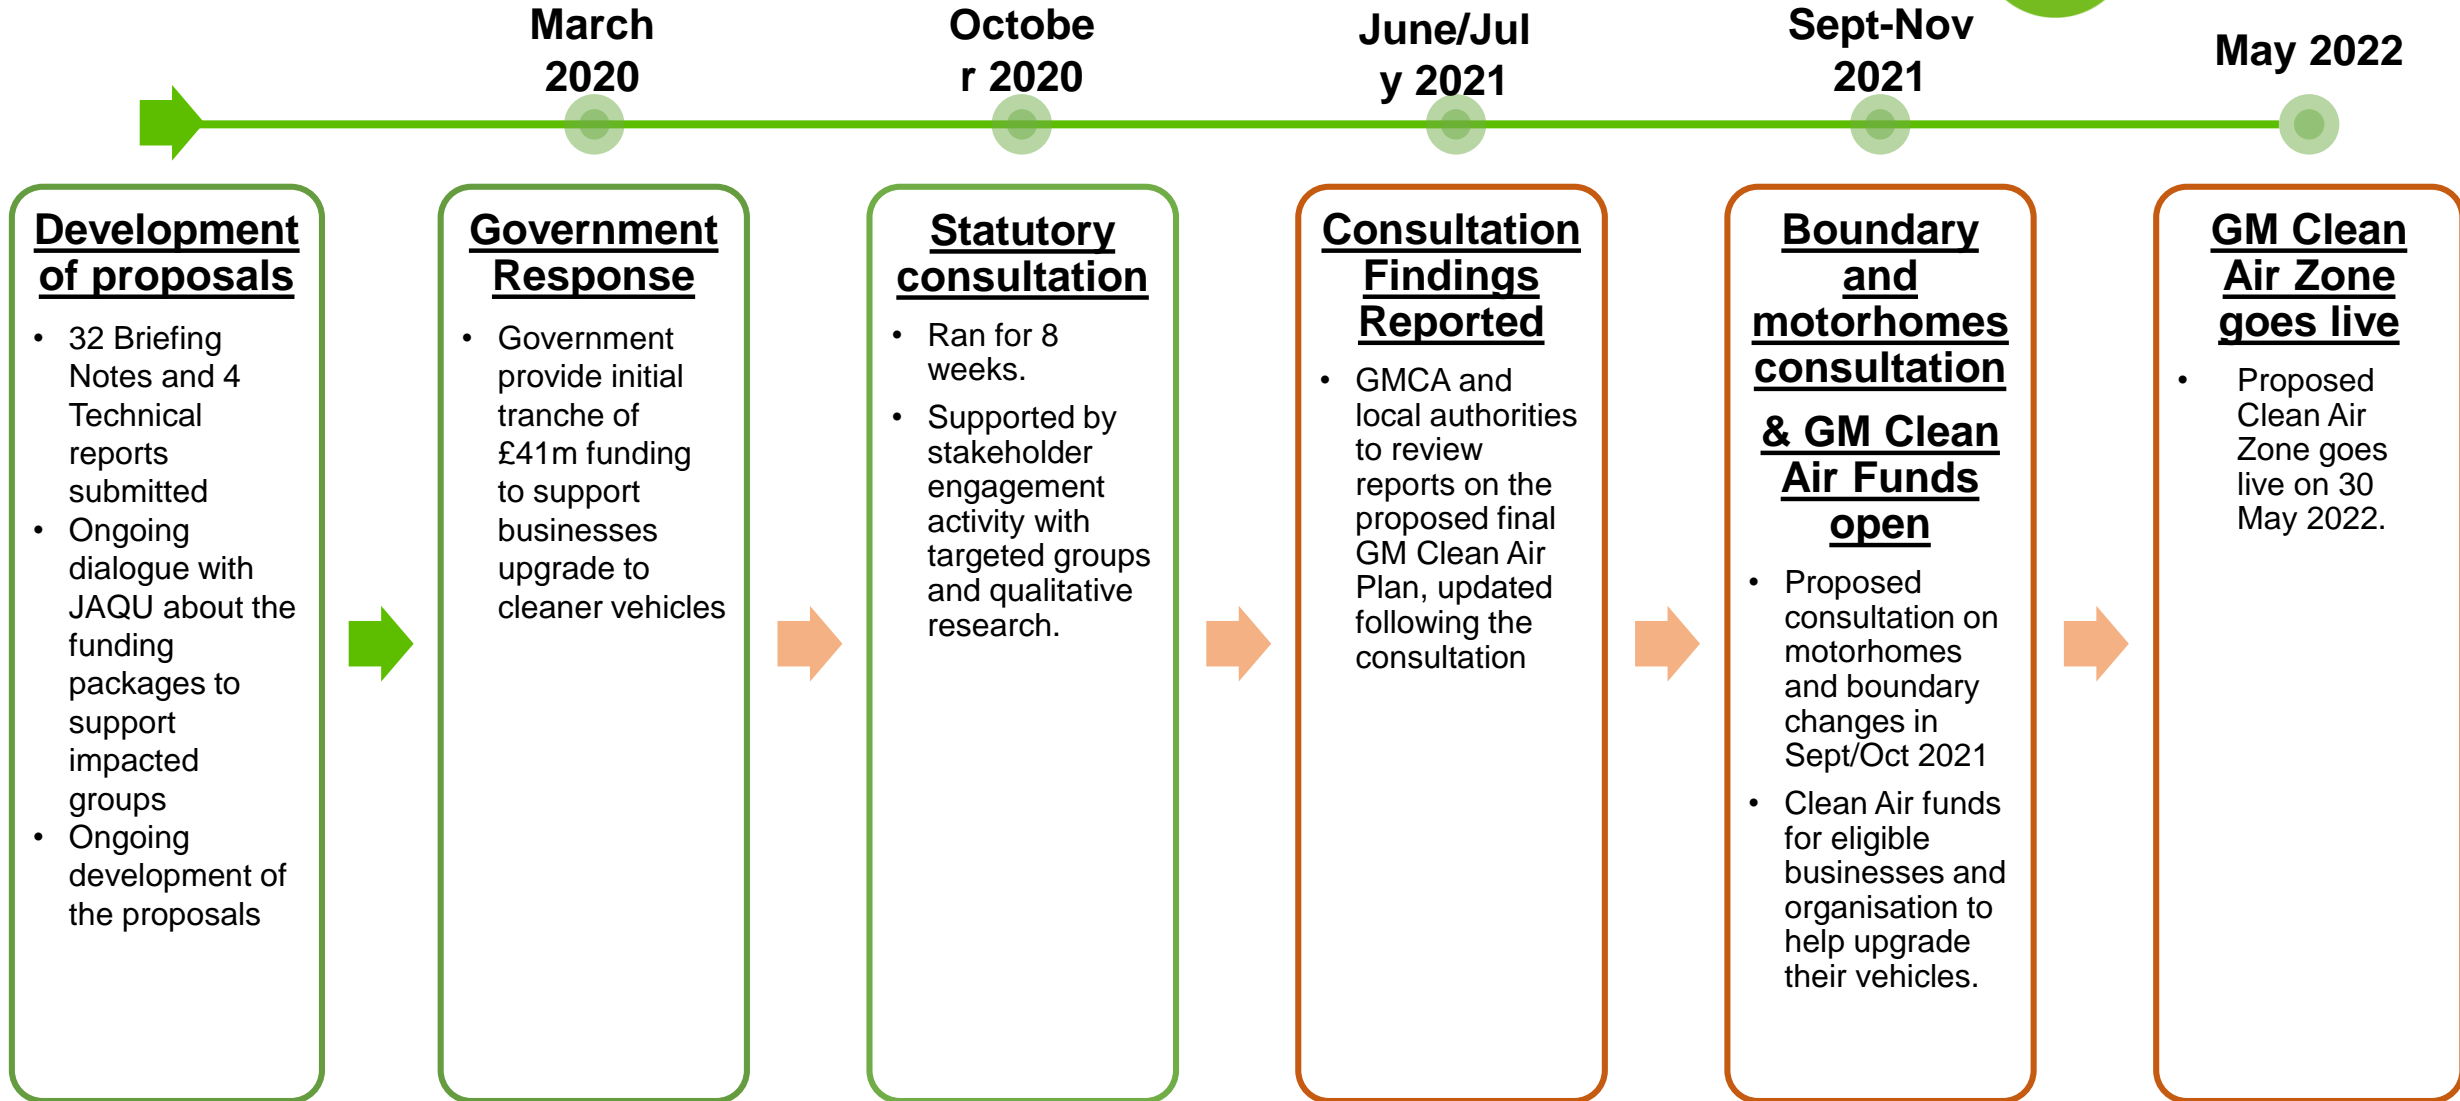 March
2020
Octobe
r 2020
June/Jul
y 2021
Sept-Nov
2021
May 2022
Development
of proposals
• 32 Briefing
Notes and 4
Technical
reports
submitted
• Ongoing
dialogue with
JAQU about the
funding
packages to
support
impacted
groups
• Ongoing
development of
the proposals
Government
Response
• Government
provide initial
tranche of
£41m funding
to support
businesses
upgrade to
cleaner vehicles
Statutory
consultation
• Ran for 8
weeks.
• Supported by
stakeholder
engagement
activity with
targeted groups
and qualitative
research.
Consultation
Findings
Reported
• GMCA and
local authorities
to review
reports on the
proposed final
GM Clean Air
Plan, updated
following the
consultation
Boundary
and
motorhomes
consultation
& GM Clean
Air Funds
open
• Proposed
consultation on
motorhomes
and boundary
changes in
Sept/Oct 2021
• Clean Air funds
for eligible
businesses and
organisation to
help upgrade
their vehicles.
GM Clean
Air Zone
goes live
• Proposed
Clean Air
Zone goes
live on 30
May 2022.